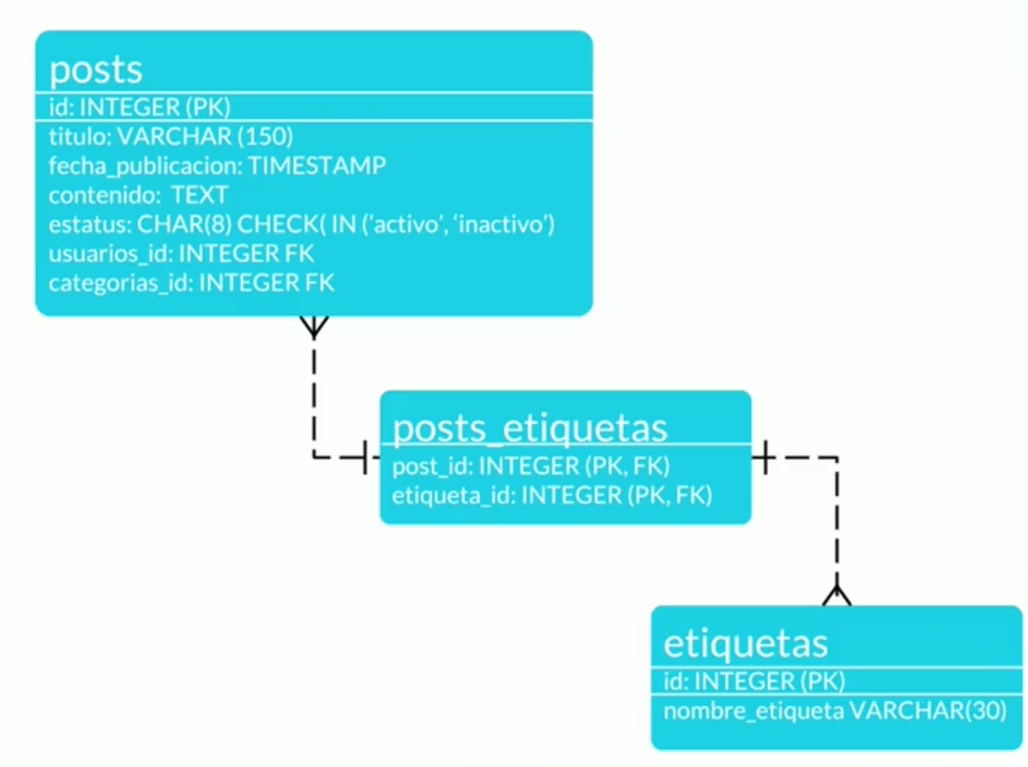 posts
id: INTEGER (PK)
titulo: VARCHAR (150)
fecha_publicacion: TIMESTAMP
contenido: TEXT
estatus: CHAR(8) CHECK( IN (’activo’, ‘inactivo’)
usuarios_id: INTEGER FK
categorias_id: INTEGER FK
posts_etiquetas
post_id: INTEGER (PK, FK)
etiqueta_id: INTEGER (PK, FK)
etiquetas
id: INTEGER (PK)
nombre_etiqueta VARCHAR(30)